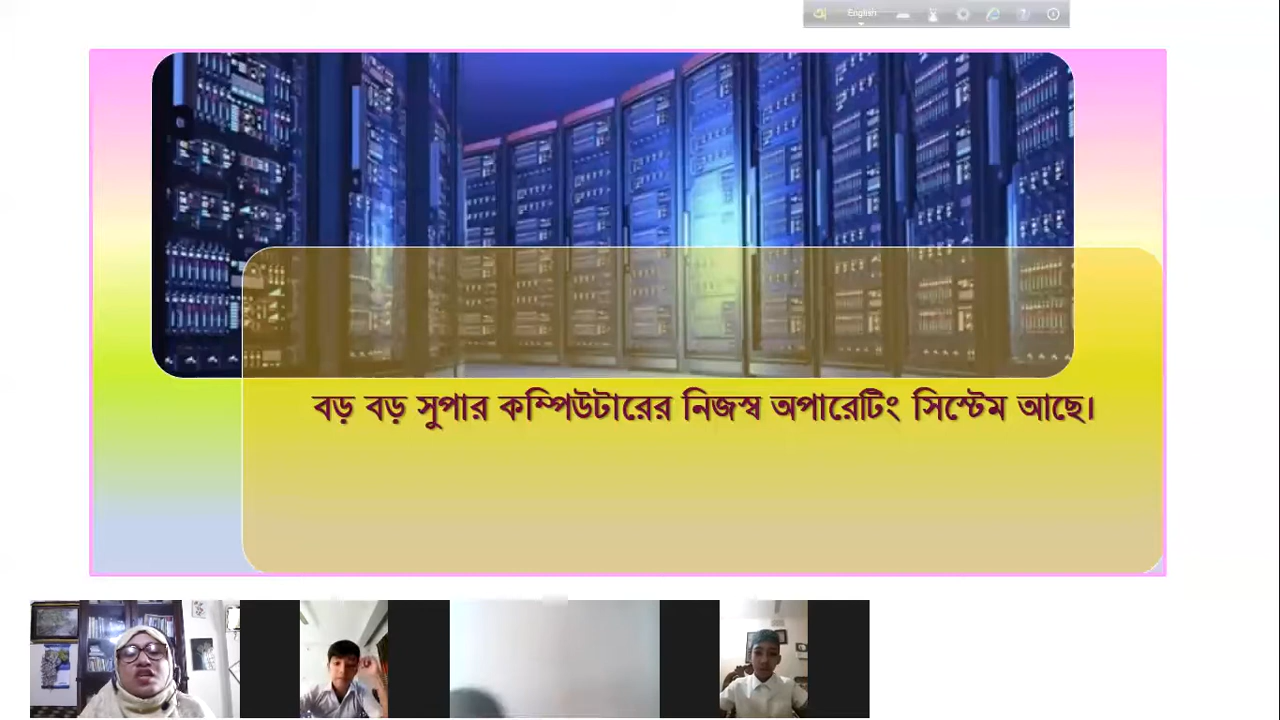 English
বড় বড় সুপার কম্পিউটারের নিজস্ব অপারেটিং সিস্টেম আছে।